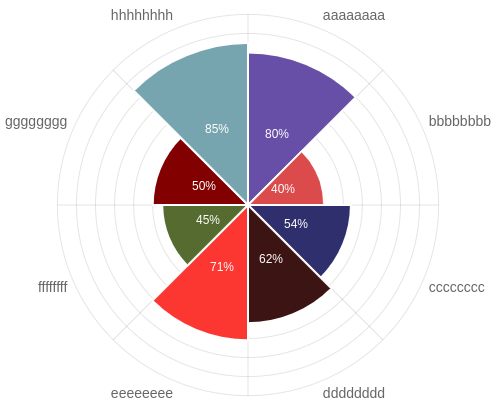 hhhhhhhh
aaaaaaaa
gggggggg
85%
80%
bbbbbbbb
50%
40%
45%
54%
71%
62%
ffffffff
cccccccc
eeeeeeee
dddddddd